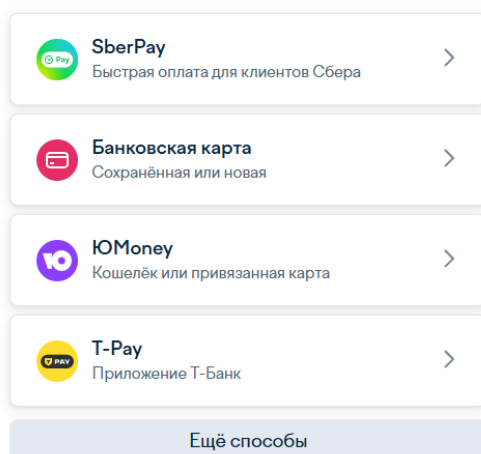 SberPay
Pay
Быстрая оплата для клиентов Сбера
Банковская карта
Сохранённая или новая
ЮMoney
Ю
Кошелёк или привязанная карта
T-Pay
T PAY
Приложение Т-Банк
Ещё способы